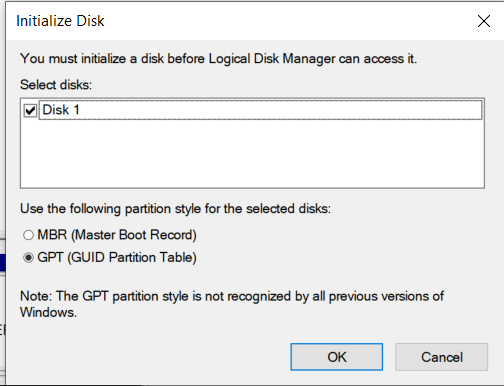 Initialize Disk
You must initialize a disk before Logical Disk Manager can access it.
Select disks:
Disk 1
Use the following partition style for the selected disks:
MBR (Master Boot Record)
GPT (GUID Partition Table)
Note: The GPT partition style is not recognized by all previous versions of
Windows.
OK
Cancel